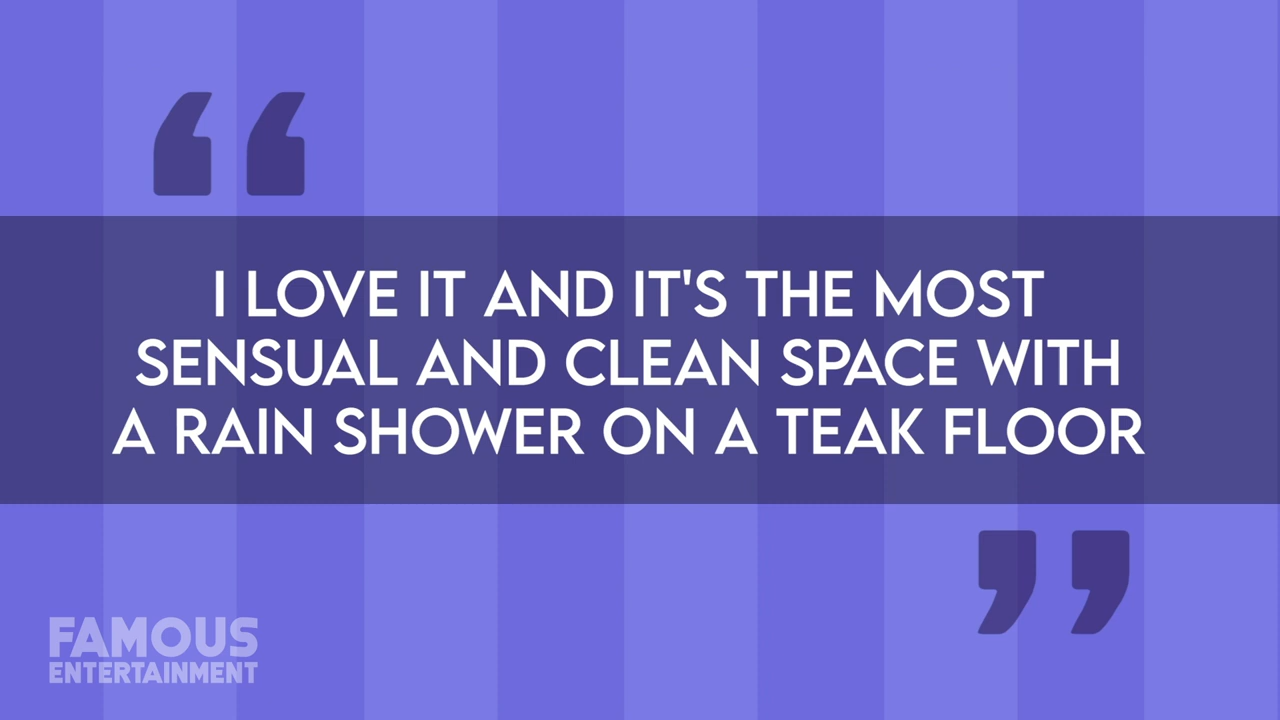 “
I LOVE IT AND IT'S THE MOST
SENSUAL AND CLEAN SPACE WITH
A RAIN SHOWER ON A TEAK FLOOR
”
FAMOUS
ENTERTAINMENT